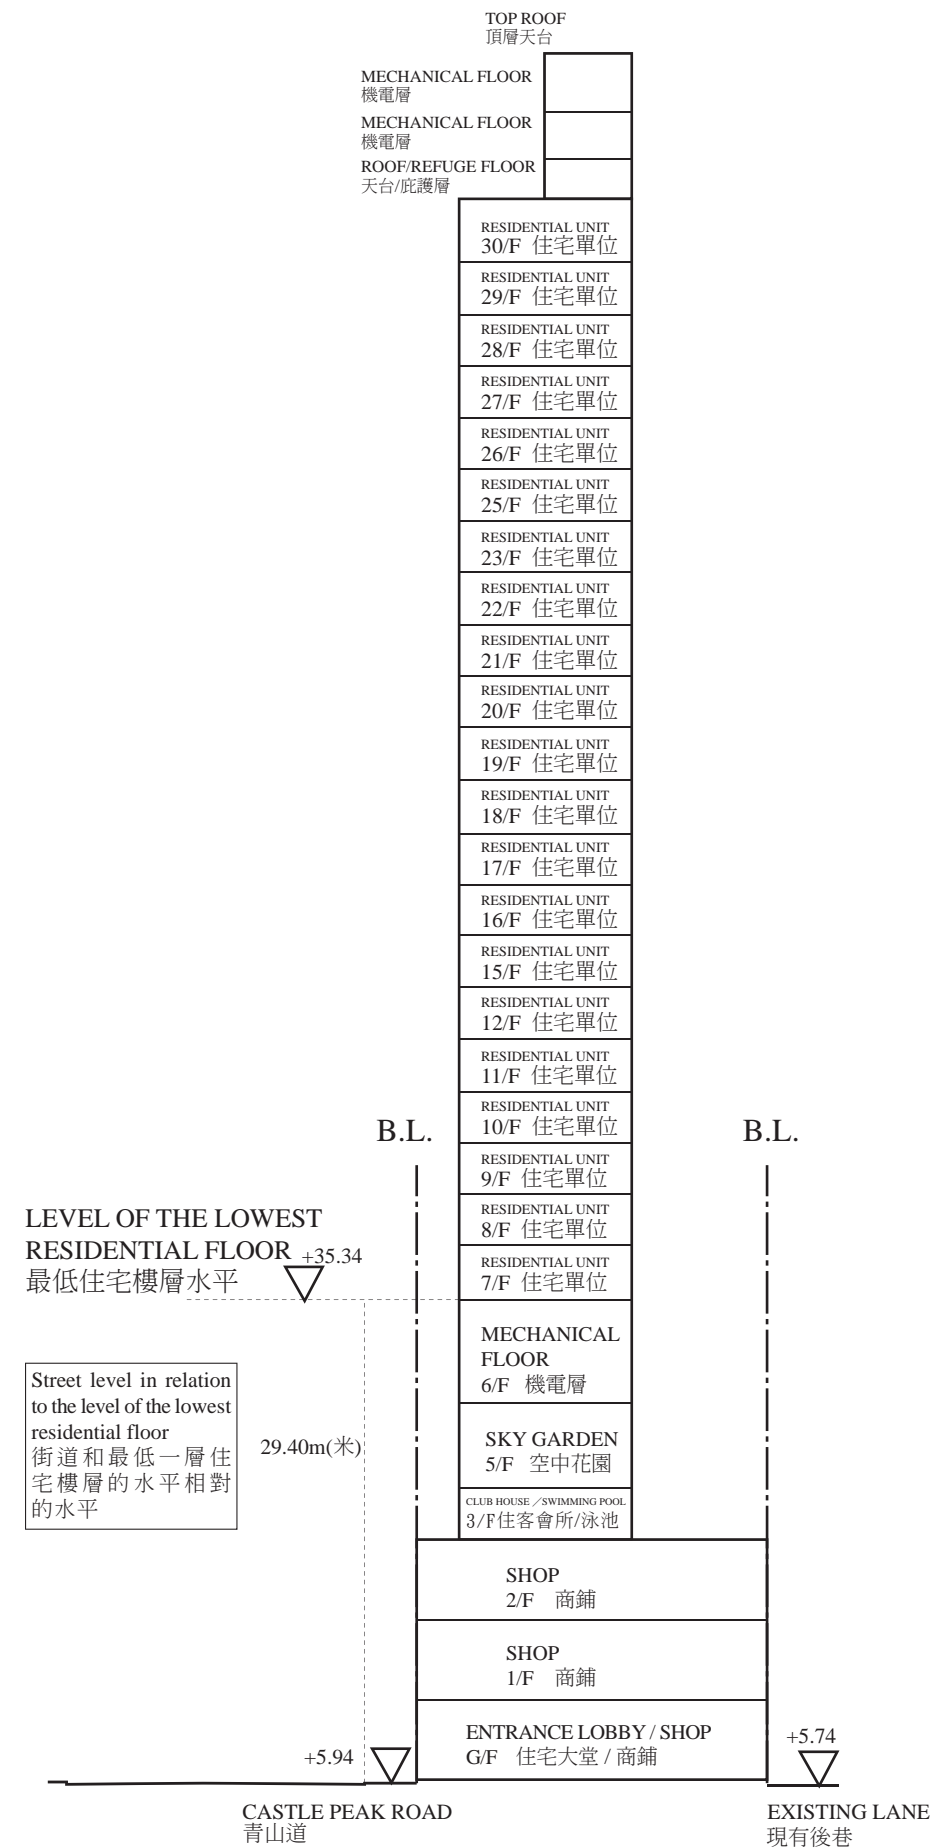 TOP ROOF
頂層天台
MECHANICAL FLOOR
機電層
MECHANICAL FLOOR
機電層
ROOF/REFUGE FLOOR
天台/庇護層
RESIDENTIAL UNIT
30/F 住宅單位
RESIDENTIAL UNIT
29/F 住宅單位
RESIDENTIAL UNIT
28/F 住宅單位
RESIDENTIAL UNIT
27/F 住宅單位
RESIDENTIAL UNIT
26/F 住宅單位
RESIDENTIAL UNIT
25/F 住宅單位
RESIDENTIAL UNIT
23/F 住宅單位
RESIDENTIAL UNIT
22/F 住宅單位
RESIDENTIAL UNIT
21/F 住宅單位
RESIDENTIAL UNIT
20/F 住宅單位
RESIDENTIAL UNIT
19/F 住宅單位
RESIDENTIAL UNIT
18/F 住宅單位
RESIDENTIAL UNIT
17/F 住宅單位
RESIDENTIAL UNIT
16/F 住宅單位
RESIDENTIAL UNIT
15/F 住宅單位
RESIDENTIAL UNIT
12/F 住宅單位
RESIDENTIAL UNIT
11/F 住宅單位
RESIDENTIAL UNIT
10/F 住宅單位
B.L.
B.L.
RESIDENTIAL UNIT
9/F 住宅單位
RESIDENTIAL UNIT
8/F 住宅單位
RESIDENTIAL UNIT
7/F 住宅單位
LEVEL OF THE LOWEST
RESIDENTIAL FLOOR
最低住宅樓層水平
+35.34
MECHANICAL
FLOOR
6/F 機電層
Street level in relation
to the level of the lowest
residential floor
街道和最低一層住
宅樓層的水平相對
的水平
29.40m(米)
SKY GARDEN
5/F 空中花園
CLUB HOUSE／SWIMMING POOL
3/F住客會所/泳池
SHOP
2/F 商鋪
SHOP
1/F 商鋪
ENTRANCE LOBBY / SHOP
G/F 住宅大堂 / 商鋪
+5.94
+5.74
CASTLE PEAK ROAD
青山道
EXISTING LANE
現有後巷